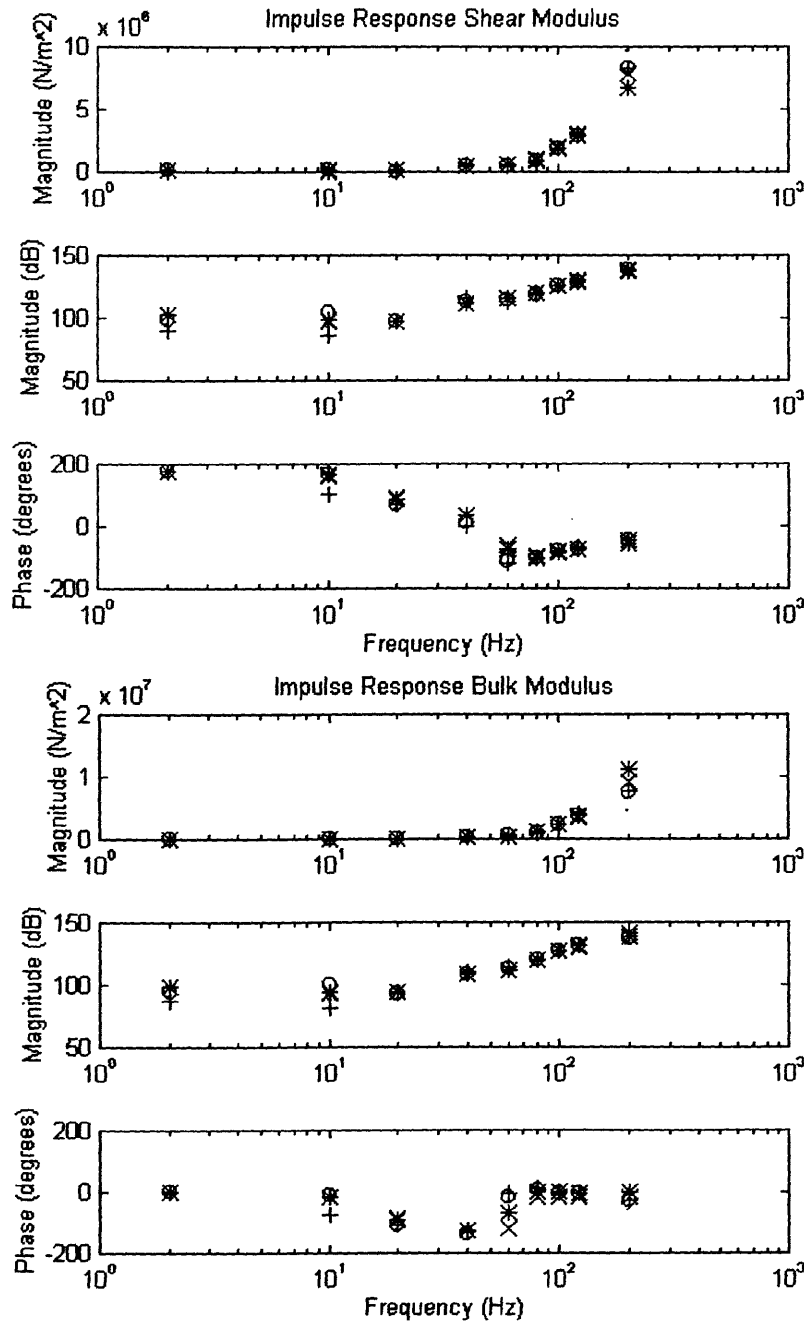 x 10^6 Impulse Response Shear Modulus
Magnitude (N/m^2)
10
5
0
10^0 10^1 10^2 10^3
Magnitude (dB)
150
100
50
10^0 10^1 10^2 10^3
Phase (degrees)
200
0
-200
10^0 10^1 10^2 10^3
Frequency (Hz)
x 10^7 Impulse Response Bulk Modulus
Magnitude (N/m^2)
2
1
0
10^0 10^1 10^2 10^3
Magnitude (dB)
150
100
50
10^0 10^1 10^2 10^3
Phase (degrees)
200
0
-200
10^0 10^1 10^2 10^3
Frequency (Hz)